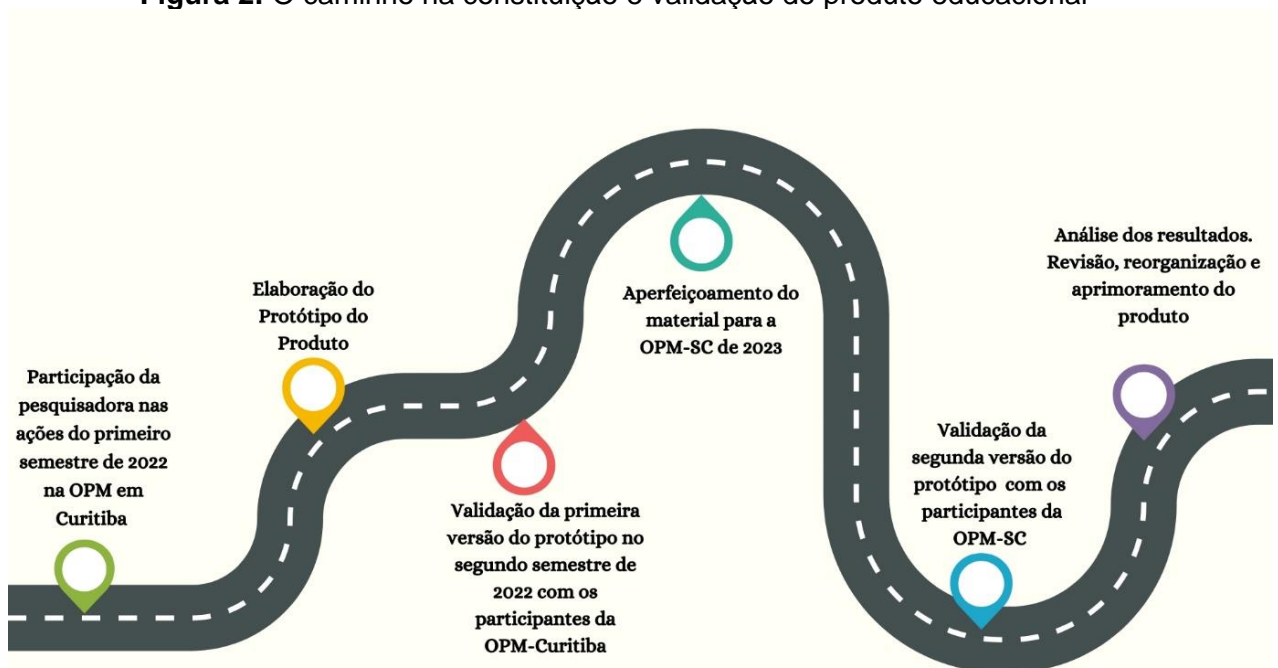 Figura 2. O caminho na constituição e validação do produto educacional
Participação da
pesquisadora nas
ações do primeiro
semestre de 2022
na OPM em
Curitiba
Elaboração do
Protótipo do
Produto
Validação da primeira
versão do protótipo no
segundo semestre de
2022 com os
participantes da
OPM-Curitiba
Aperfeiçoamento do
material para a
OPM-SC de 2023
Validação da
segunda versão do
protótipo com os
participantes da
OPM-SC
Análise dos resultados.
Revisão, reorganização e
aprimoramento do
produto